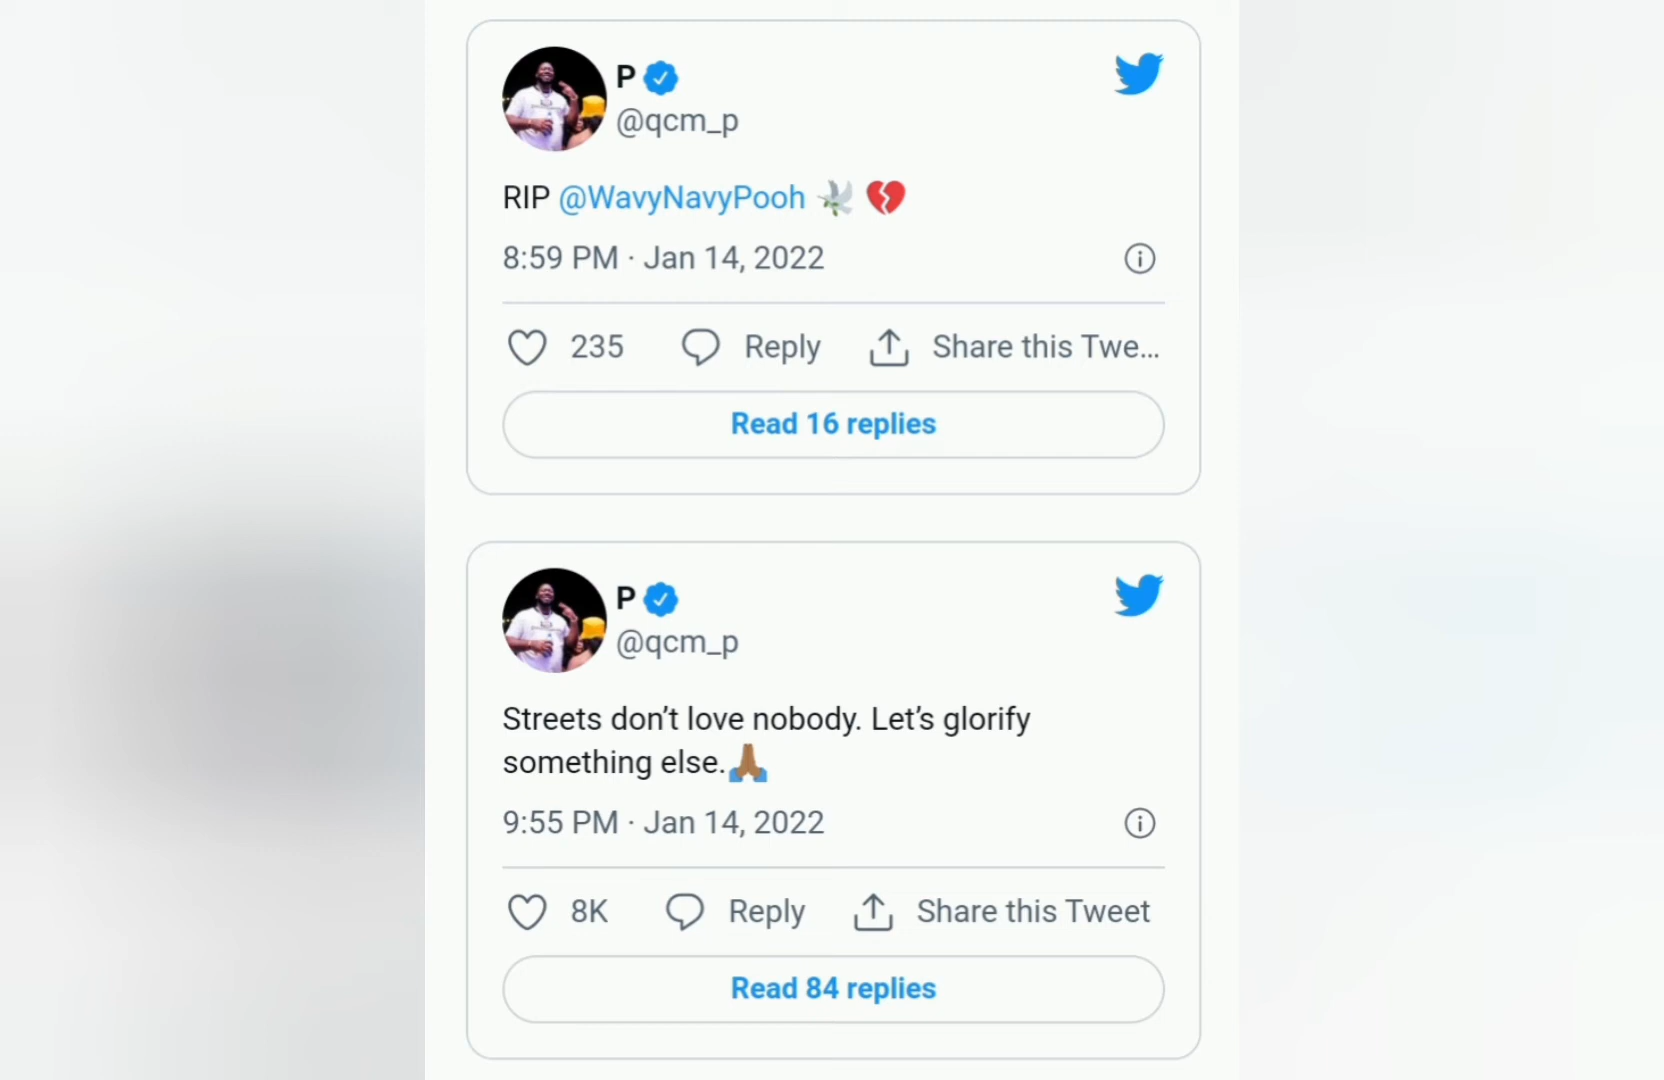 P
@qcm_p
RIP @WavyNavyPooh 🕊️ 💔
8:59 PM · Jan 14, 2022
235 Reply Share this Twe...
Read 16 replies
P
@qcm_p
Streets don’t love nobody. Let’s glorify
something else.🙏🏾
9:55 PM · Jan 14, 2022
8K Reply Share this Tweet
Read 84 replies